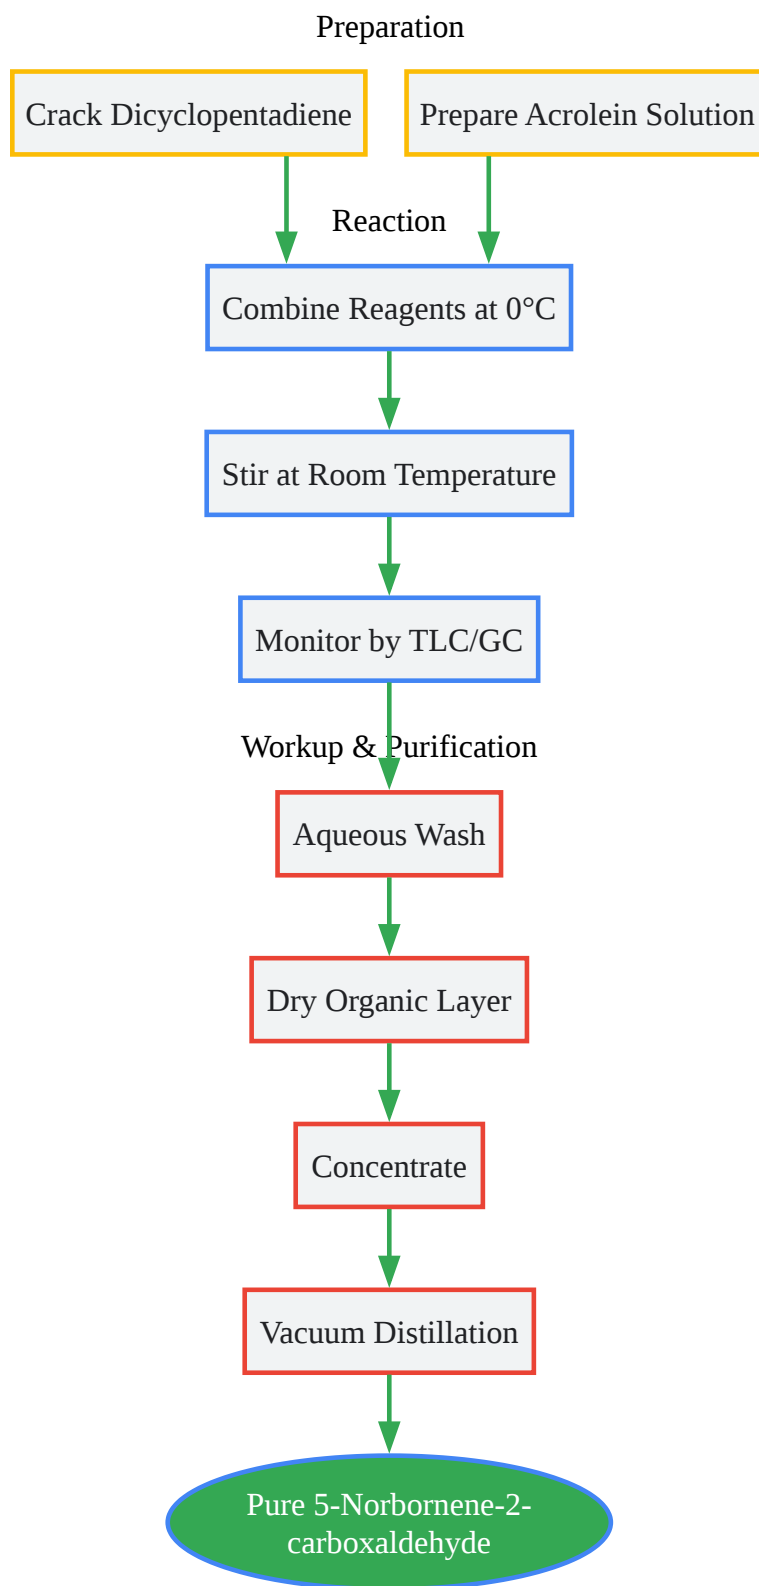 Preparation
Crack Dicyclopentadiene
Prepare Acrolein Solution
Reaction
Combine Reagents at 0°C
Stir at Room Temperature
Monitor by TLC/GC
Workup & Purification
Aqueous Wash
Dry Organic Layer
Concentrate
Vacuum Distillation
Pure 5-Norbornene-2-
carboxaldehyde